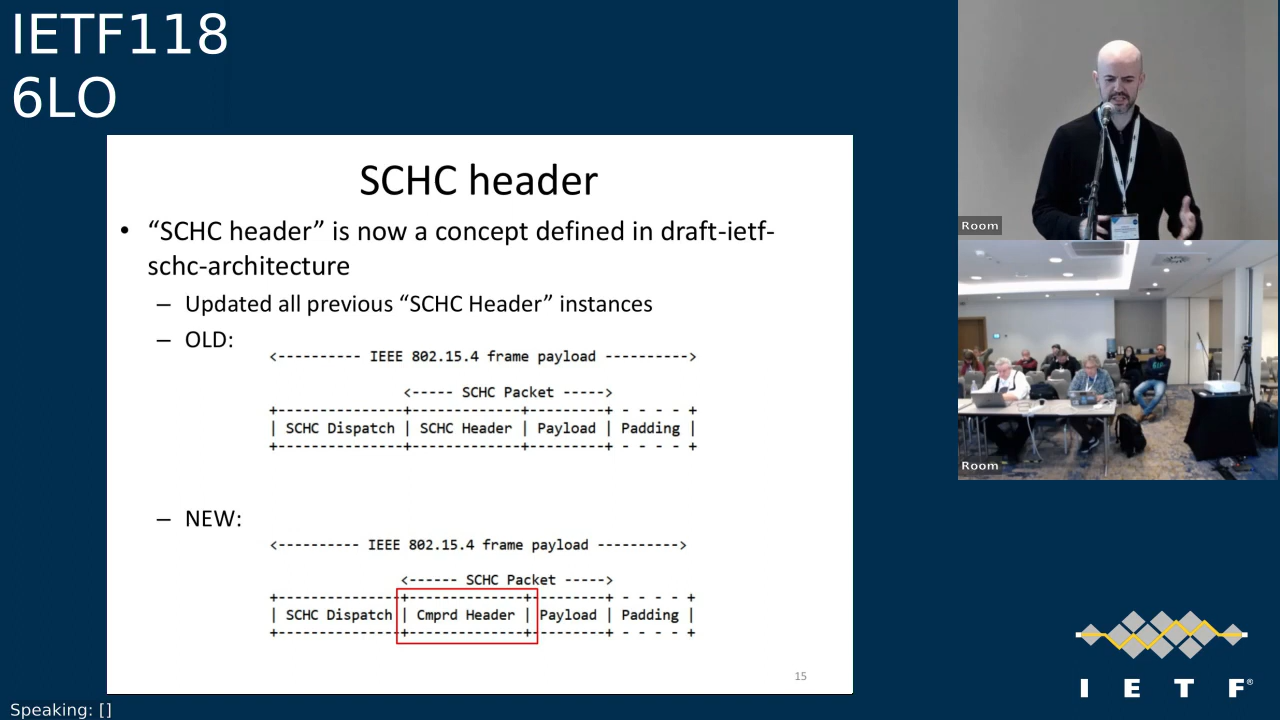 IETF118
6LO
SCHC header
• “SCHC header” is now a concept defined in draft-ietf-
schc-architecture
– Updated all previous “SCHC Header” instances
– OLD:
<---------- IEEE 802.15.4 frame payload ---------->
<----- SCHC Packet ----->
+---------------+-------------+---------+ - - - - +
| SCHC Dispatch | SCHC Header | Payload | Padding |
+---------------+-------------+---------+ - - - - +
– NEW:
<---------- IEEE 802.15.4 frame payload ---------->
<------ SCHC Packet ----->
+---------------+--------------+---------+ - - - - +
| SCHC Dispatch | Cmprd Header | Payload | Padding |
+---------------+--------------+---------+ - - - - +
15
Room
Room
I E T F®
Speaking: []